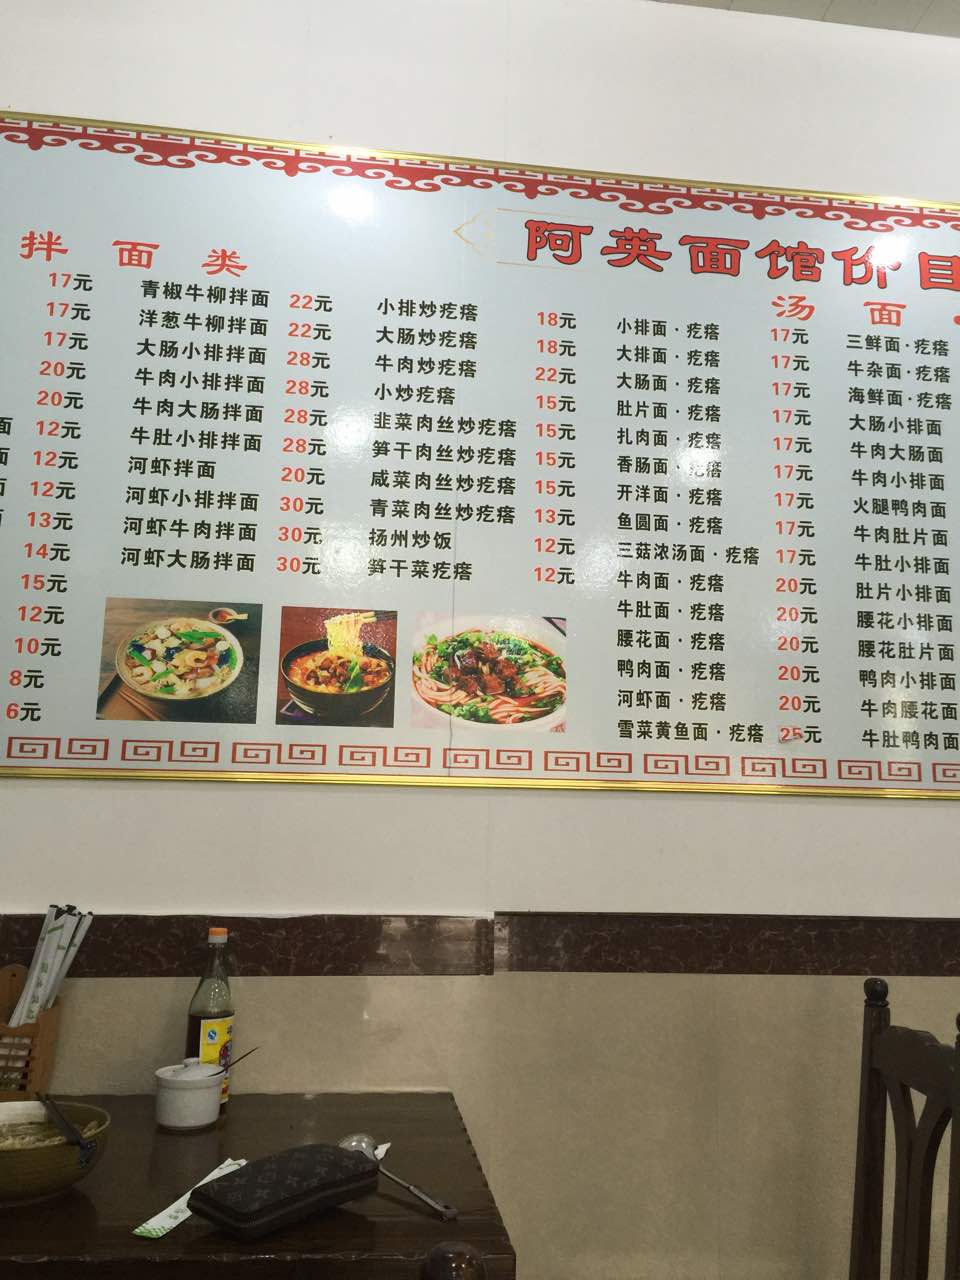 阿英面馆价目
拌面类
汤面
17元
17元
17元
20元
20元
面 12元
面 12元
面 12元
面 13元
14元
15元
12元
10元
8元
6元
青椒牛柳拌面 22元
洋葱牛柳拌面 22元
大肠小排拌面 28元
牛肉小排拌面 28元
牛肉大肠拌面 28元
牛肚小排拌面 28元
河虾拌面 20元
河虾小排拌面 30元
河虾牛肉拌面 30元
河虾大肠拌面 30元
小排炒疙瘩 18元
大肠炒疙瘩 18元
牛肉炒疙瘩 22元
小炒疙瘩 15元
韭菜肉丝炒疙瘩 15元
笋干肉丝炒疙瘩 15元
咸菜肉丝炒疙瘩 15元
青菜肉丝炒疙瘩 13元
扬州炒饭 12元
笋干菜疙瘩 12元
小排面·疙瘩 17元
大排面·疙瘩 17元
大肠面·疙瘩 17元
肚片面·疙瘩 17元
扎肉面·疙瘩 17元
香肠面·疙瘩 17元
开洋面·疙瘩 17元
鱼圆面·疙瘩 17元
三菇浓汤面·疙瘩 17元
牛肉面·疙瘩 20元
牛肚面·疙瘩 20元
腰花面·疙瘩 20元
鸭肉面·疙瘩 20元
河虾面·疙瘩 20元
雪菜黄鱼面·疙瘩 25元
三鲜面·疙瘩
牛杂面·疙瘩
海鲜面·疙瘩
大肠小排面
牛肉大肠面
牛肉小排面
火腿鸭肉面
牛肉肚片面
牛肚小排面
肚片小排面
腰花小排面
腰花肚片面
鸭肉小排面
牛肉腰花面
牛肚鸭肉面